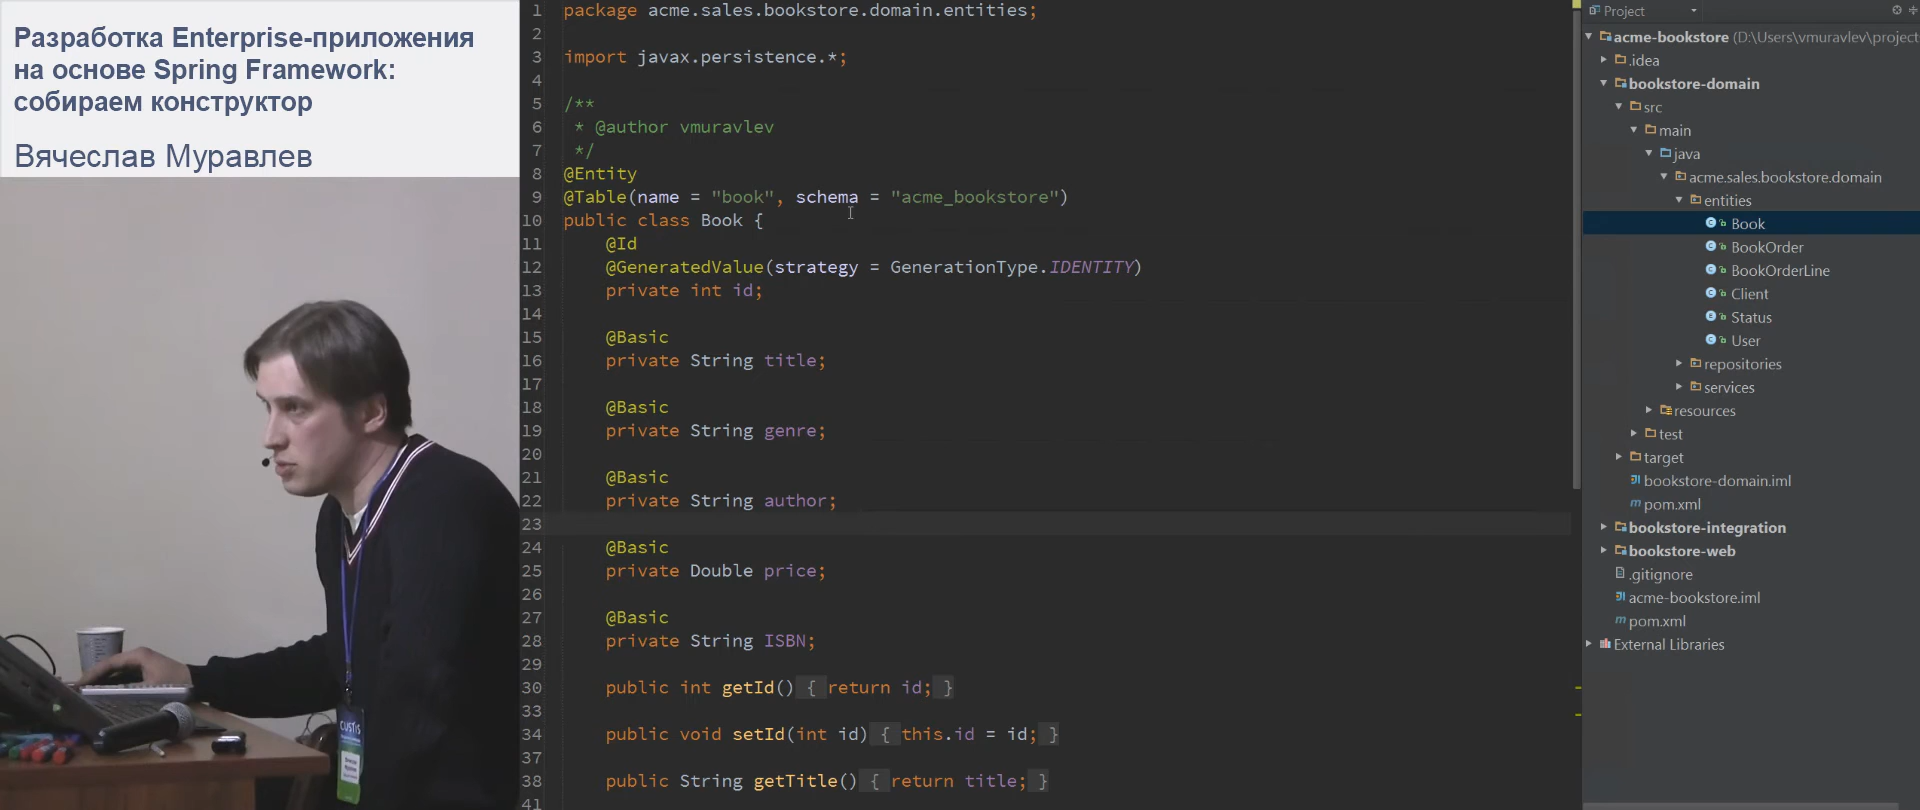 Разработка Enterprise-приложения
на основе Spring Framework:
собираем конструктор
Вячеслав Муравлев
CUSTIS
1 package acme.sales.bookstore.domain.entities;
2
3 import javax.persistence.*;
4
5 /**
6 * @author vmuravlev
7 */
8 @Entity
9 @Table(name = "book", schema = "acme_bookstore")
10 public class Book {
11 @Id
12 @GeneratedValue(strategy = GenerationType.IDENTITY)
13 private int id;
14
15 @Basic
16 private String title;
17
18 @Basic
19 private String genre;
20
21 @Basic
22 private String author;
23
24 @Basic
25 private Double price;
26
27 @Basic
28 private String ISBN;
29
30 public int getId() { return id; }
33
34 public void setId(int id) { this.id = id; }
37
38 public String getTitle() { return title; }
41
Project
acme-bookstore (D:\Users\vmuravlev\project
.idea
bookstore-domain
src
main
java
acme.sales.bookstore.domain
entities
Book
BookOrder
BookOrderLine
Client
Status
User
repositories
services
resources
test
target
bookstore-domain.iml
pom.xml
bookstore-integration
bookstore-web
.gitignore
acme-bookstore.iml
pom.xml
External Libraries